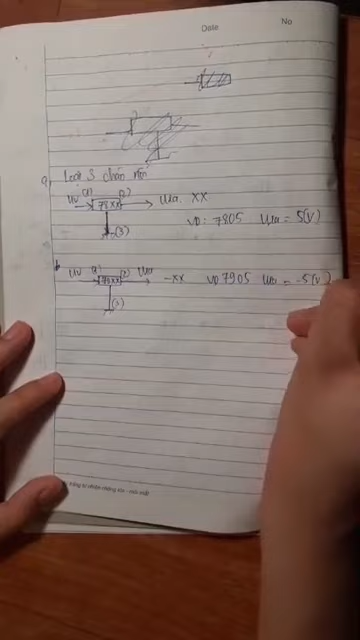 Date No
a, Loại 3 chân nối
Uv (1) 78xx (2) Ura: XX
VD: 7805 Ura = 5(V)
(3)
b Uv (1) 79xx (2) Ura -XX VD 7905 Ura = -5(V)
(3)